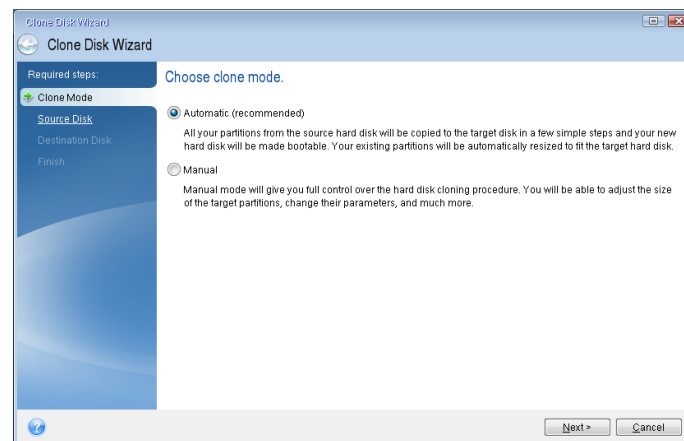 Clone Disk Wizard
Clone Disk Wizard
Required steps:
Clone Mode
Source Disk
Destination Disk
Finish
Choose clone mode.
Automatic (recommended)
All your partitions from the source hard disk will be copied to the target disk in a few simple steps and your new
hard disk will be made bootable. Your existing partitions will be automatically resized to fit the target hard disk.
Manual
Manual mode will give you full control over the hard disk cloning procedure. You will be able to adjust the size
of the target partitions, change their parameters, and much more.
?
Next >
Cancel